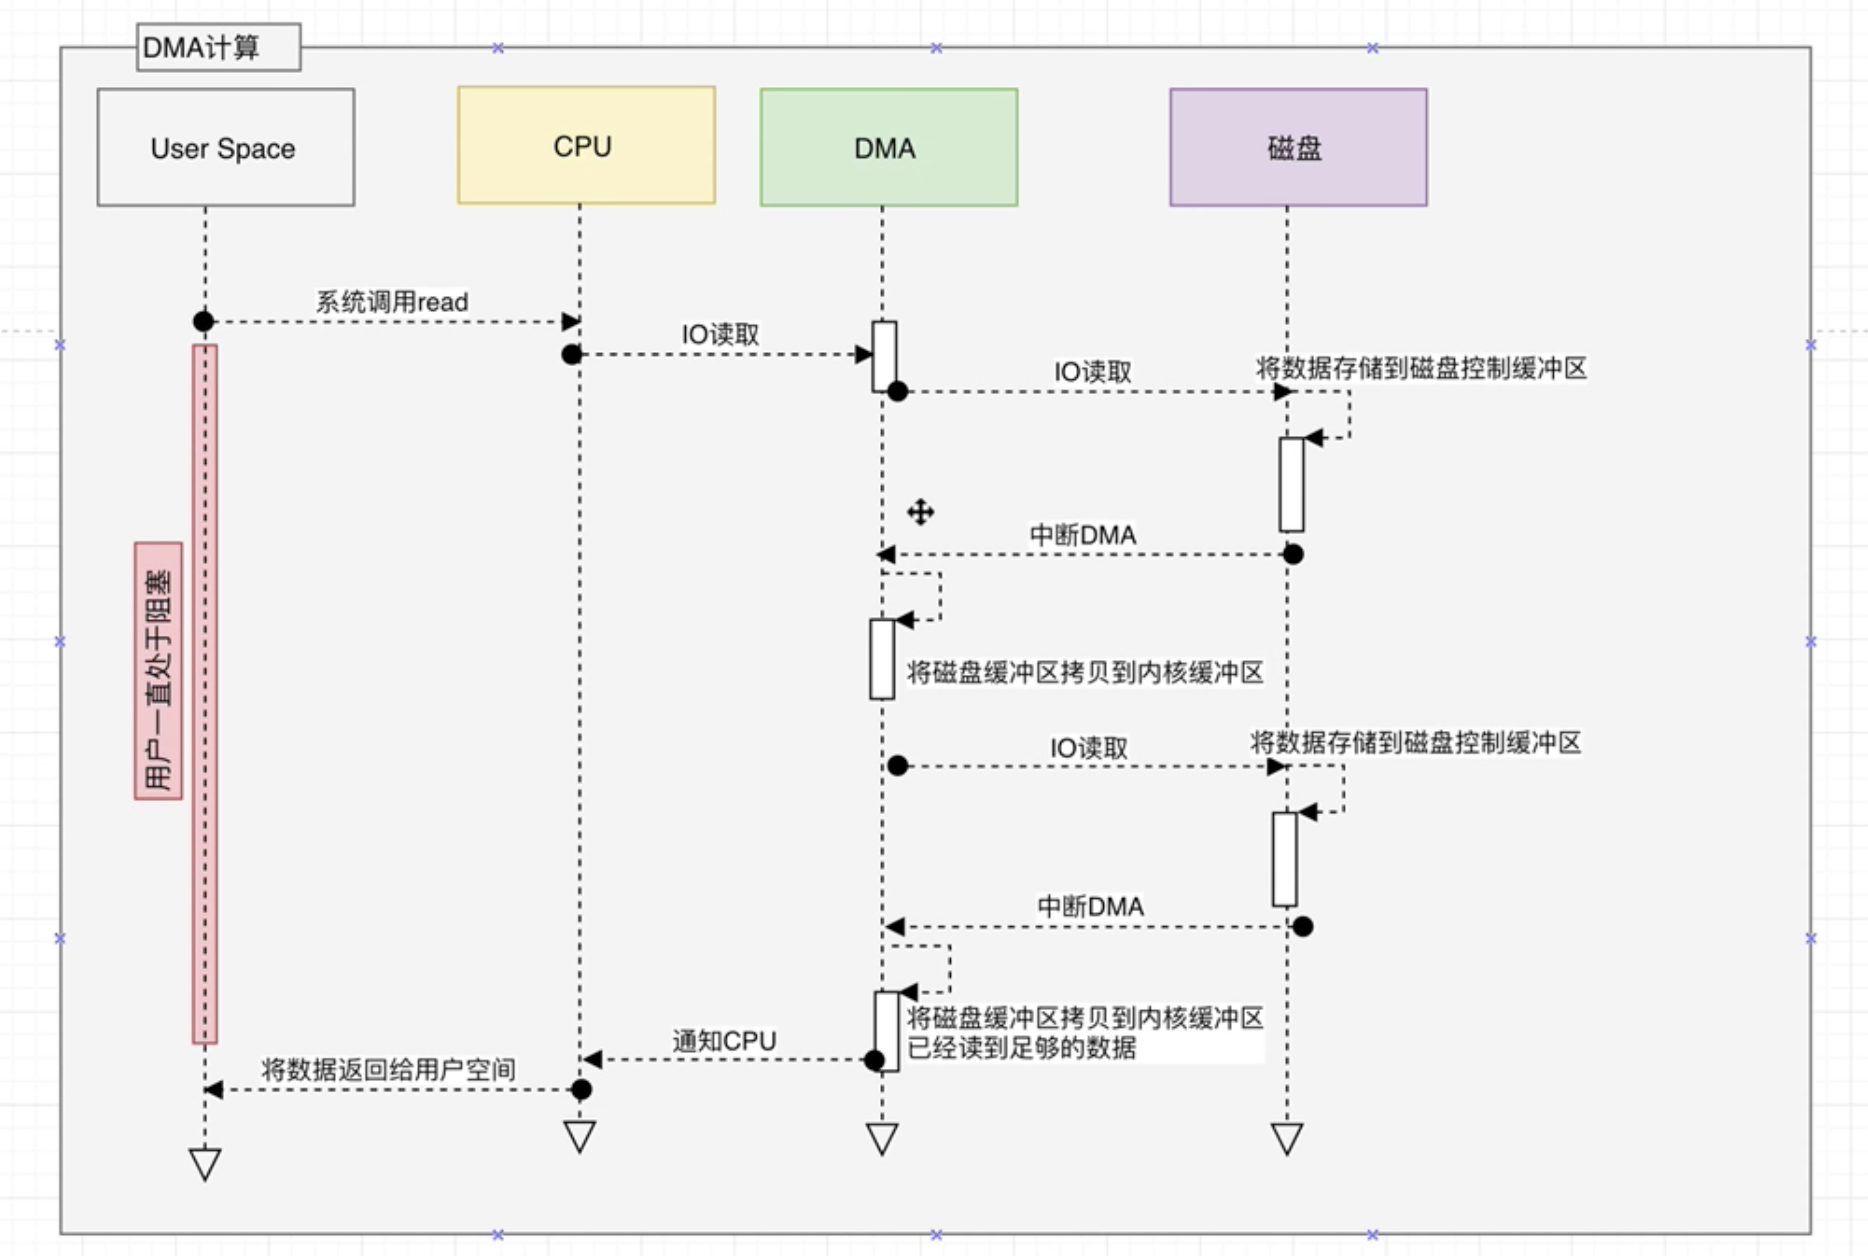 DMA计算
User Space
CPU
DMA
磁盘
系统调用read
IO读取
IO读取
将数据存储到磁盘控制缓冲区
中断DMA
用户一直处于阻塞
将磁盘缓冲区拷贝到内核缓冲区
IO读取
将数据存储到磁盘控制缓冲区
中断DMA
将磁盘缓冲区拷贝到内核缓冲区
已经读到足够的数据
通知CPU
将数据返回给用户空间